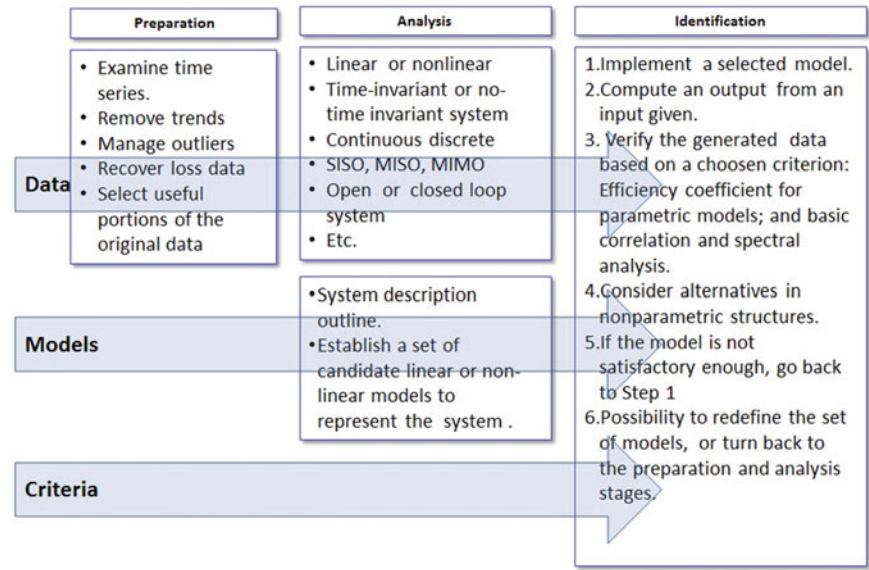 Preparation
Analysis
Identification
• Examine time
series.
• Remove trends
• Manage outliers
• Recover loss data
• Select useful
portions of the
original data
• Linear or nonlinear
• Time-invariant or no-
time invariant system
• Continuous discrete
• SISO, MISO, MIMO
• Open or closed loop
system
• Etc.
•System description
outline.
•Establish a set of
candidate linear or non-
linear models to
represent the system .
1.Implement a selected model.
2.Compute an output from an
input given.
3. Verify the generated data
based on a choosen criterion:
Efficiency coefficient for
parametric models; and basic
correlation and spectral
analysis.
4.Consider alternatives in
nonparametric structures.
5.If the model is not
satisfactory enough, go back
to Step 1
6.Possibility to redefine the set
of models, or turn back to
the preparation and analysis
stages.
Data
Models
Criteria